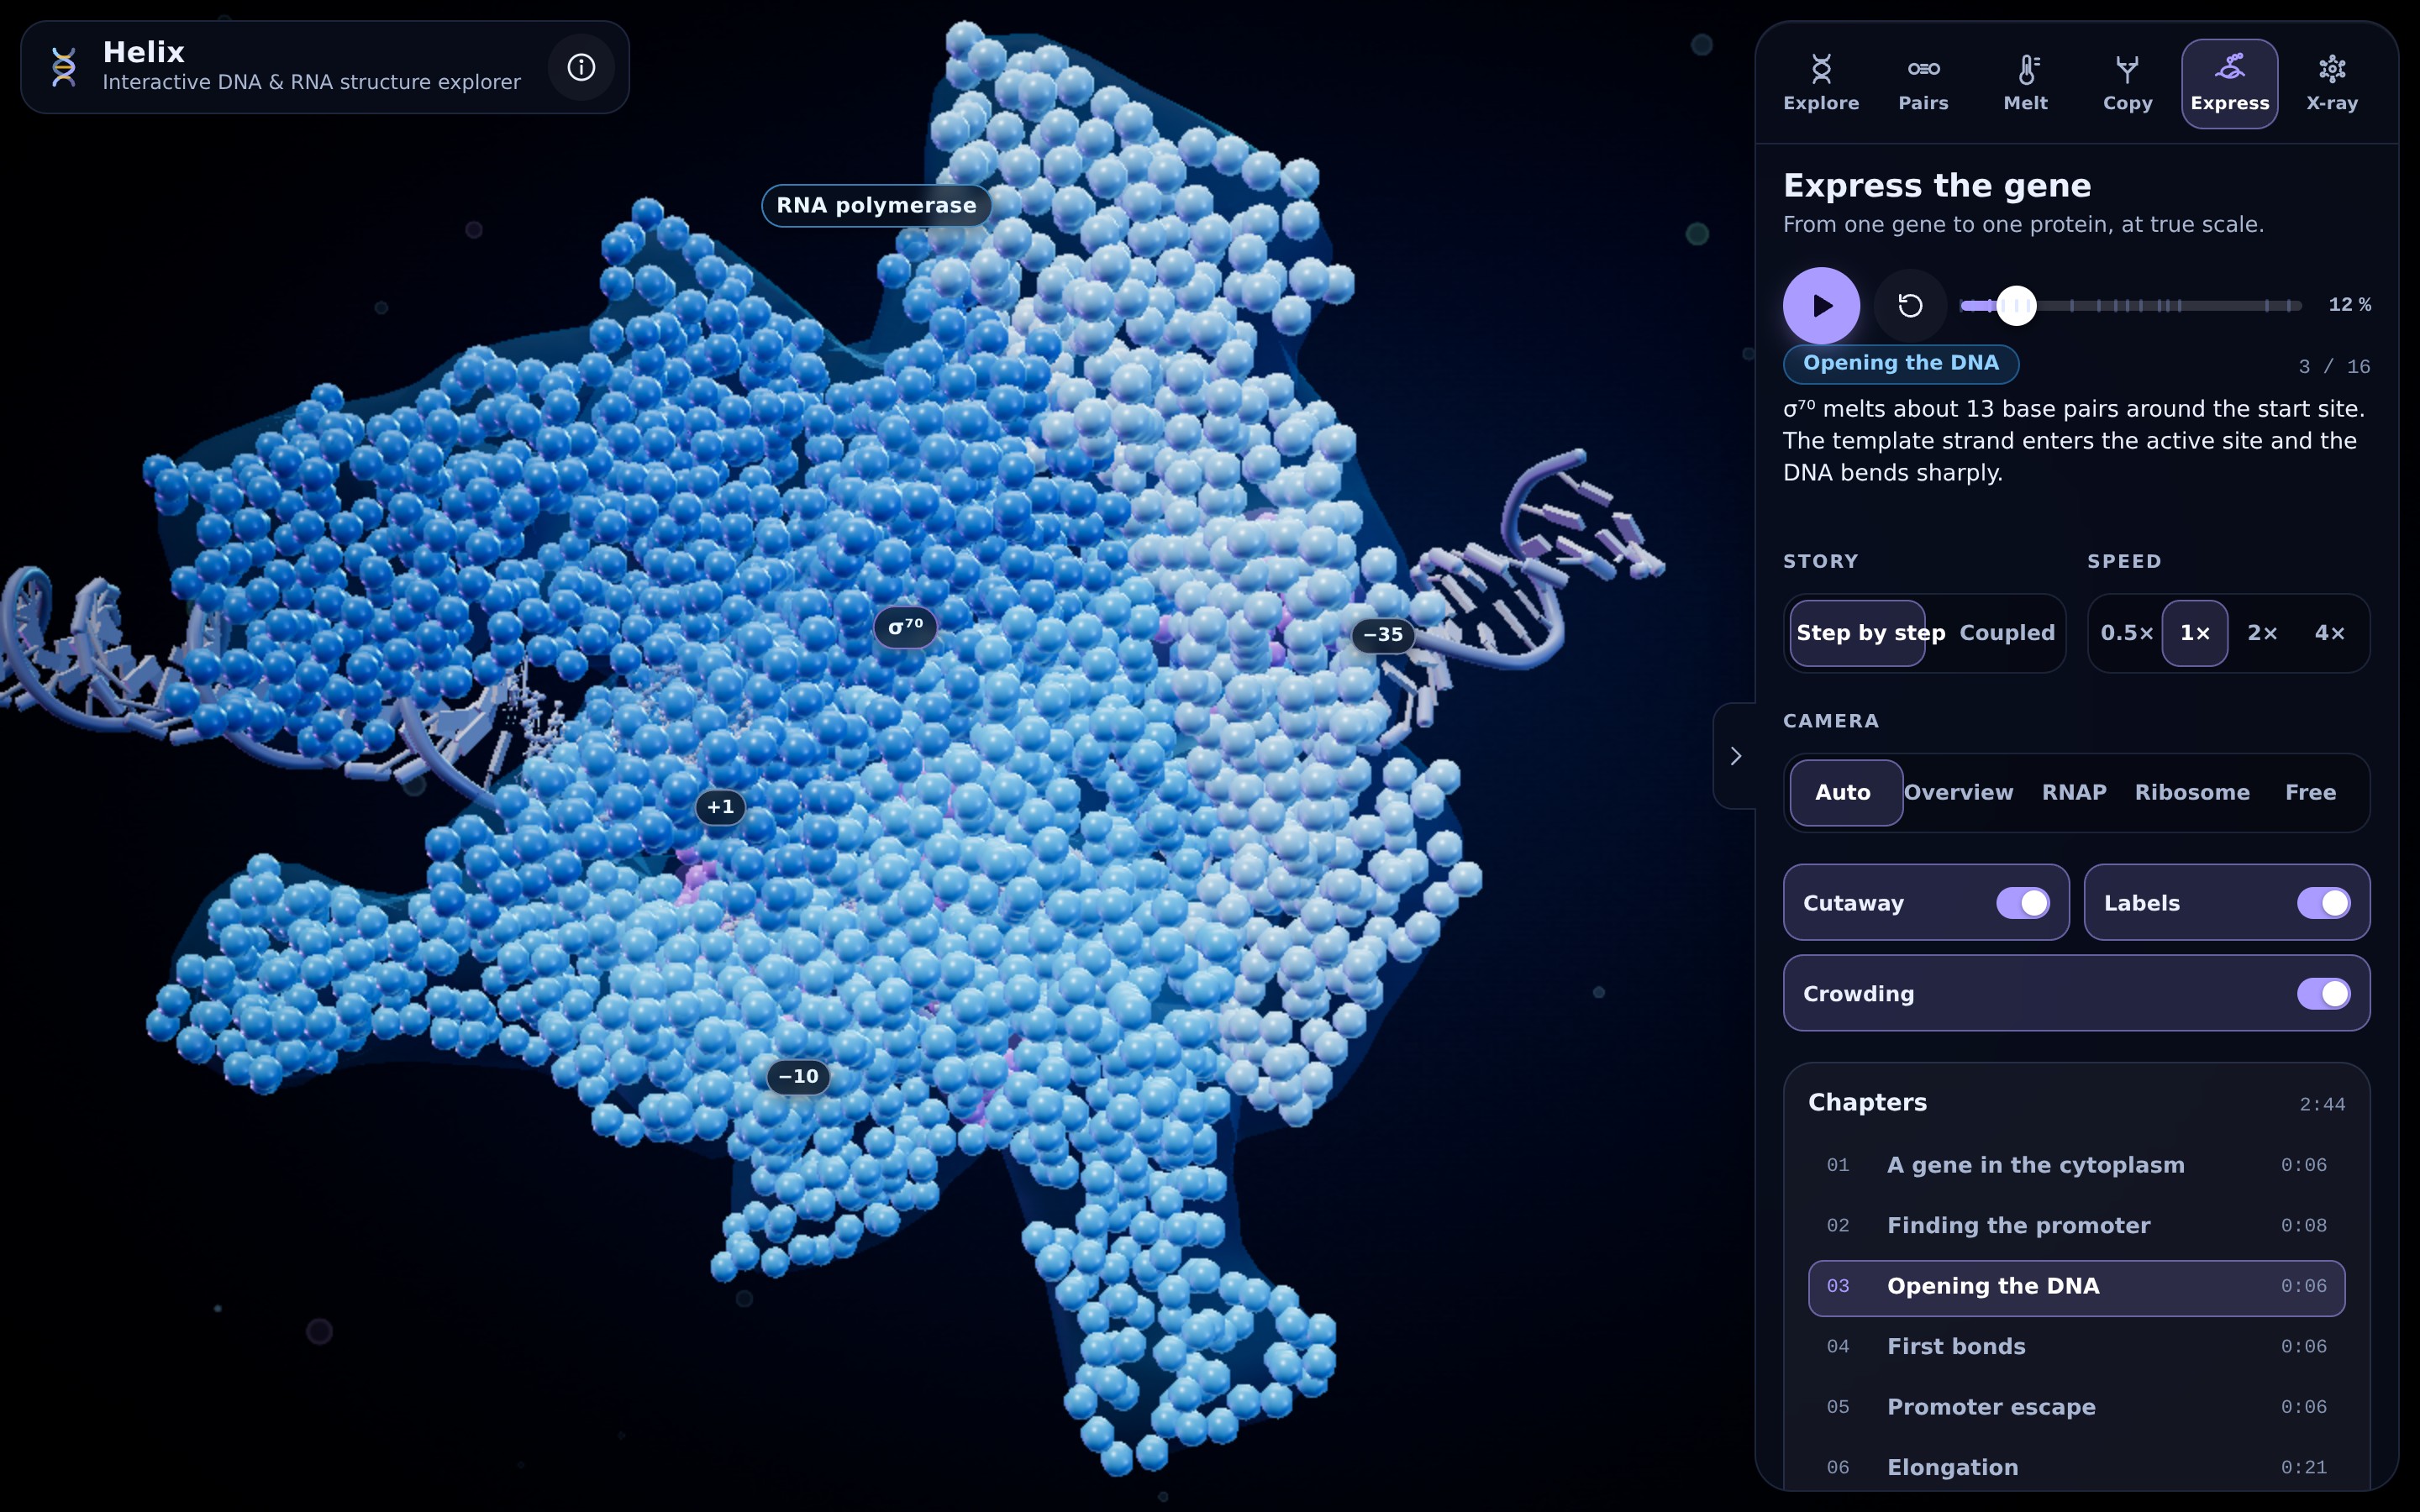 Helix
Interactive DNA & RNA structure explorer
RNA polymerase
σ⁷⁰
−35
+1
−10
Explore
Pairs
Melt
Copy
Express
X-ray
Express the gene
From one gene to one protein, at true scale.
12 %
Opening the DNA
3 / 16
σ⁷⁰ melts about 13 base pairs around the start site.
The template strand enters the active site and the
DNA bends sharply.
STORY
SPEED
Step by step
Coupled
0.5×
1×
2×
4×
CAMERA
Auto
Overview
RNAP
Ribosome
Free
Cutaway
Labels
Crowding
Chapters
2:44
01 A gene in the cytoplasm 0:06
02 Finding the promoter 0:08
03 Opening the DNA 0:06
04 First bonds 0:06
05 Promoter escape 0:06
06 Elongation 0:21